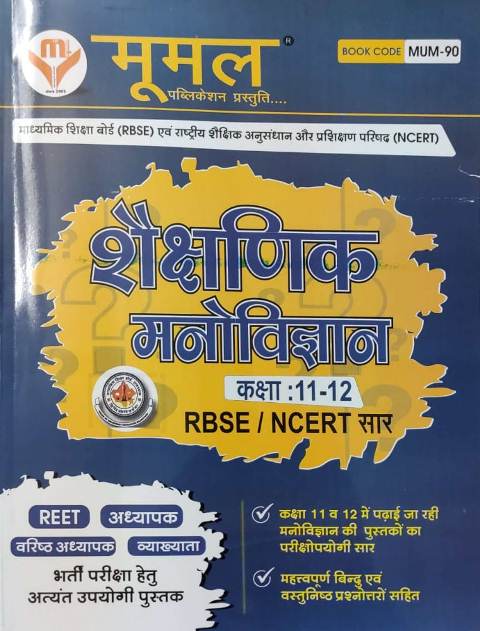 मूमल
®
BOOK CODE MUM-90
पब्लिकेशन प्रस्तुति....
माध्यमिक शिक्षा बोर्ड (RBSE) एवं राष्ट्रीय शैक्षिक अनुसंधान और प्रशिक्षण परिषद (NCERT)
शैक्षणिक
मनोविज्ञान
कक्षा :11-12
RBSE / NCERT सार
REET अध्यापक
वरिष्ठ अध्यापक व्याख्याता
भर्ती परीक्षा हेतु
अत्यंत उपयोगी पुस्तक
कक्षा 11 व 12 में पढ़ाई जा रही
मनोविज्ञान की पुस्तकों का
परीक्षोपयोगी सार
महत्त्वपूर्ण बिन्दु एवं
वस्तुनिष्ठ प्रश्नोत्तरों सहित